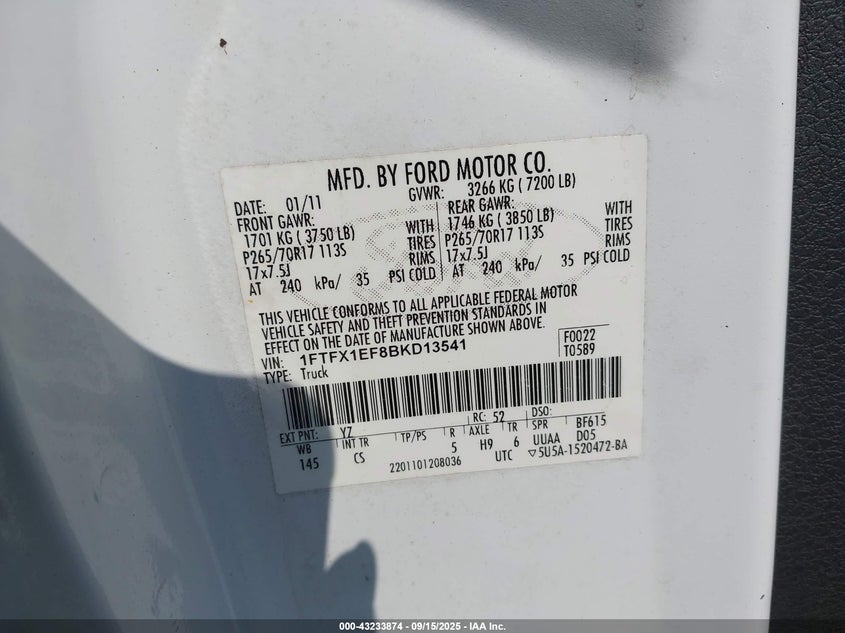 MFD. BY FORD MOTOR CO.
DATE: 01/11 GVWR: 3266 KG ( 7200 LB)
FRONT GAWR: REAR GAWR:
1701 KG ( 3750 LB) WITH 1746 KG ( 3850 LB) WITH
P265/70R17 113S TIRES P265/70R17 113S TIRES
17x7.5J RIMS 17x7.5J RIMS
AT 240 kPa/ 35 PSI COLD AT 240 kPa/ 35 PSI COLD
THIS VEHICLE CONFORMS TO ALL APPLICABLE FEDERAL MOTOR
VEHICLE SAFETY AND THEFT PREVENTION STANDARDS IN
EFFECT ON THE DATE OF MANUFACTURE SHOWN ABOVE.
VIN: 1FTFX1EF8BKD13541 F0022
TYPE: Truck T0589
EXT PNT: Y7 RC: 52 DSO:
WB INT TR TP/PS R AXLE TR SPR BF615
145 CS 5 H9 6 UUAA D05
2201101208036 UTC ▽5U5A-1520472-BA
000-43233874 - 09/15/2025 - IAA Inc.